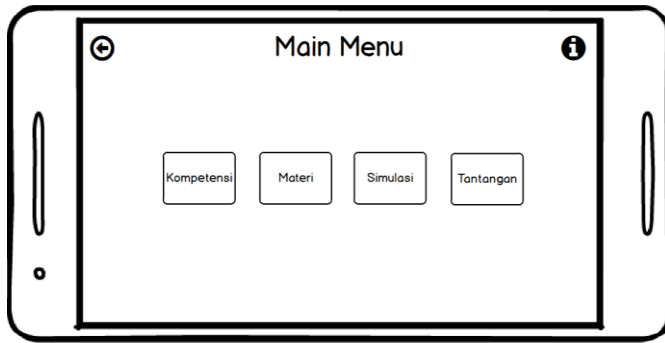 Main Menu
Kompetensi
Materi
Simulasi
Tantangan